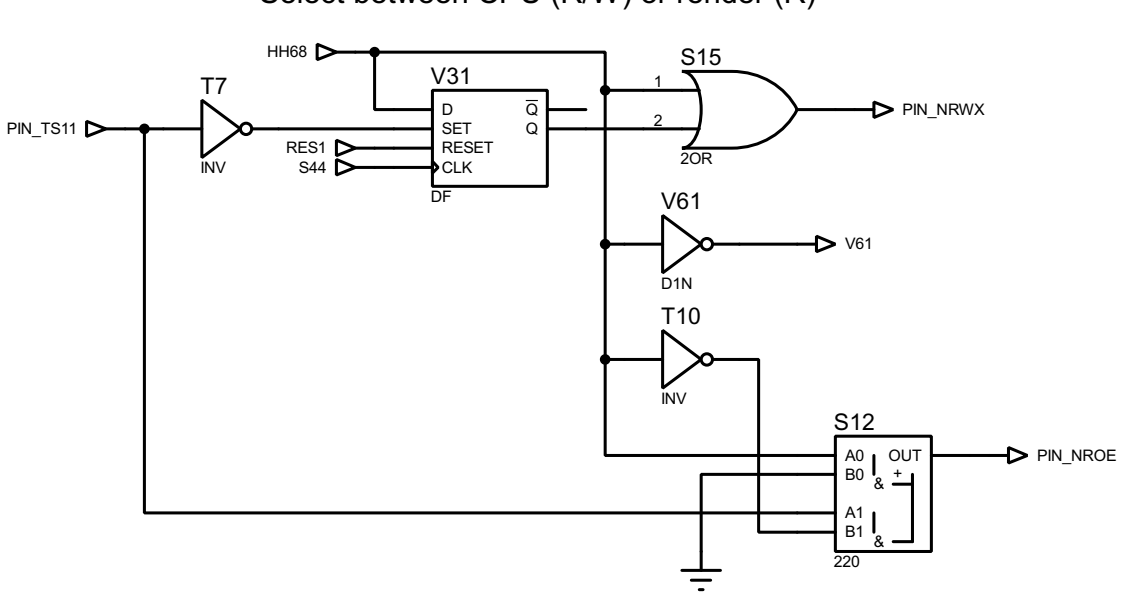 Select between CPU (R/W) or render (R)
HH68
S15
V31
T7
1
D
Q
PIN_NRWX
PIN_TS11
SET
Q
2
RES1
RESET
INV
S44
CLK
2OR
DF
V61
V61
D1N
T10
INV
S12
A0
OUT
PIN_NROE
B0
+
&
A1
B1
&
220